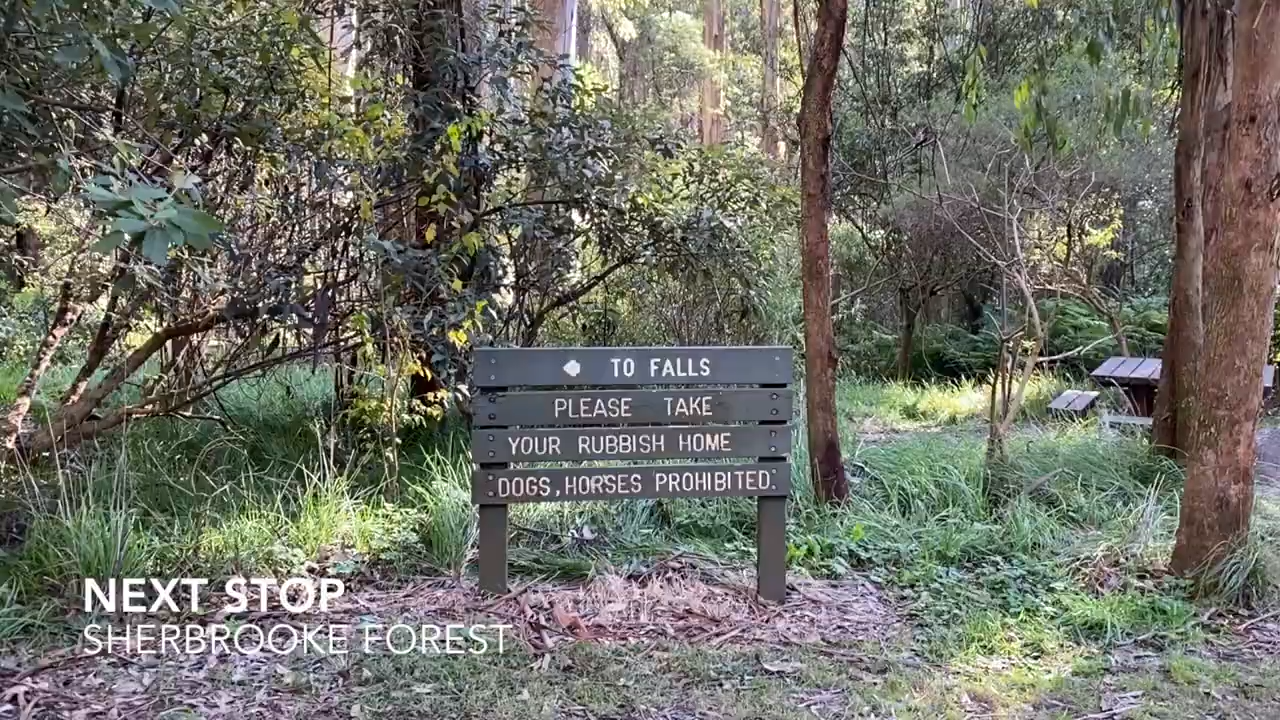 TO FALLS
PLEASE TAKE
YOUR RUBBISH HOME
DOGS, HORSES PROHIBITED.
NEXT STOP
SHERBROOKE FOREST